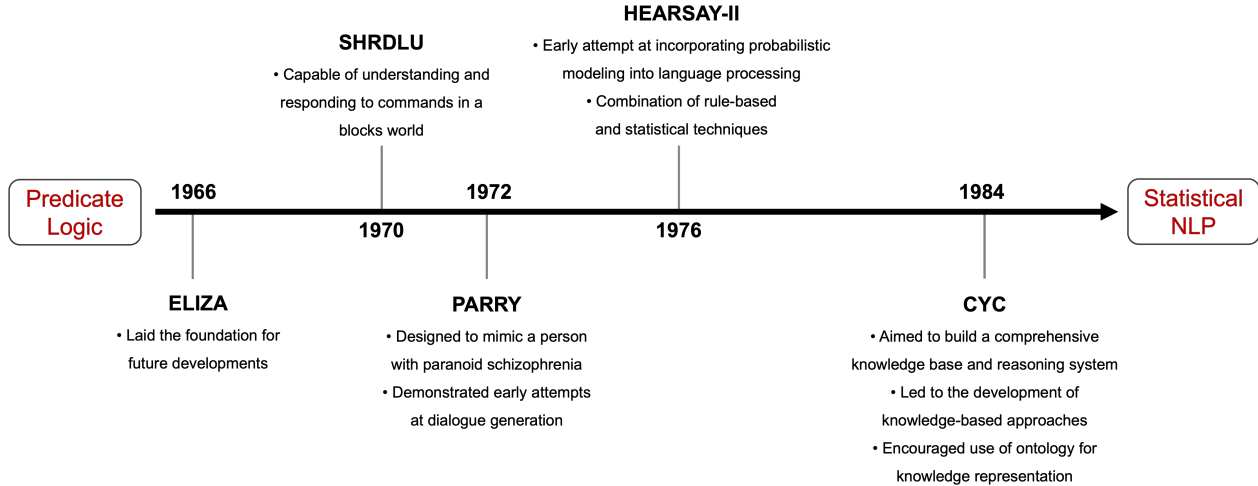 HEARSAY-II
• Early attempt at incorporating probabilistic
modeling into language processing
• Combination of rule-based
and statistical techniques
SHRDLU
• Capable of understanding and
responding to commands in a
blocks world
Predicate
Logic
1966
1970
1972
1976
1984
Statistical
NLP
ELIZA
• Laid the foundation for
future developments
PARRY
• Designed to mimic a person
with paranoid schizophrenia
• Demonstrated early attempts
at dialogue generation
CYC
• Aimed to build a comprehensive
knowledge base and reasoning system
• Led to the development of
knowledge-based approaches
• Encouraged use of ontology for
knowledge representation